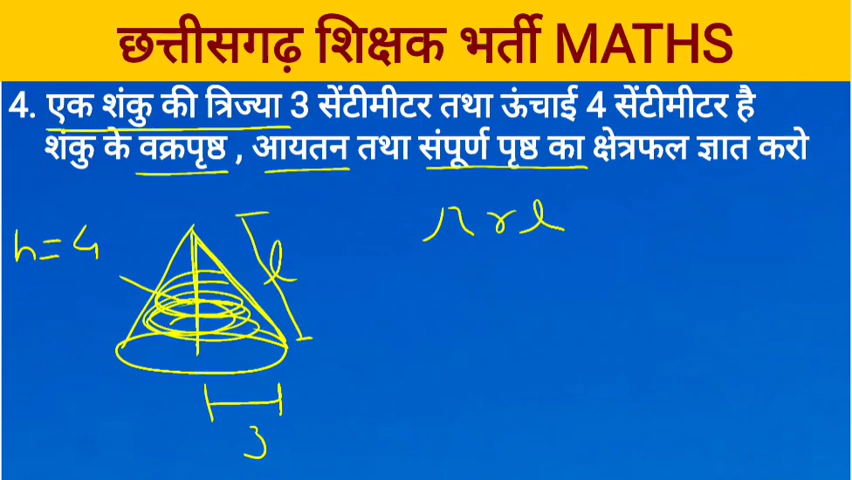 छत्तीसगढ़ शिक्षक भर्ती MATHS
4. एक शंकु की त्रिज्या 3 सेंटीमीटर तथा ऊंचाई 4 सेंटीमीटर है
शंकु के वक्रपृष्ठ , आयतन तथा संपूर्ण पृष्ठ का क्षेत्रफल ज्ञात करो
π r l
h = 4
l
3